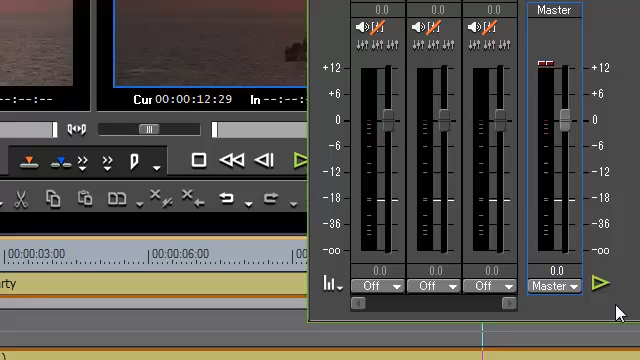 0.0 0.0 0.0 Master
+12 +12
+6 +6
0 0
-6 -6
-12 -12
-18 -18
-36 -36
-∞ -∞
0.0 0.0 0.0 0.0
Off Off Off Master
--:--:-- Cur 00:00:12:29 In --:--
00:00:03:00 00:00:06:00 00:0
rty
)